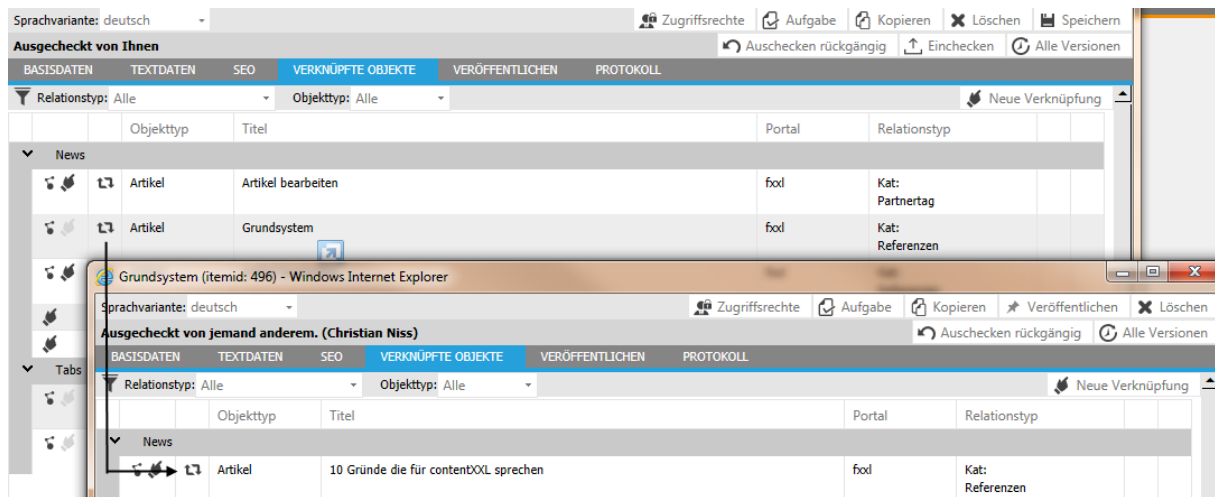 Sprachvariante: deutsch Zugriffsrechte Aufgabe Kopieren Löschen Speichern
Ausgecheckt von Ihnen Auschecken rückgängig Einchecken Alle Versionen
BASISDATEN TEXTDATEN SEO VERKNÜPFTE OBJEKTE VERÖFFENTLICHEN PROTOKOLL
Relationstyp: Alle Objekttyp: Alle Neue Verknüpfung
Objekttyp Titel Portal Relationstyp
News
Artikel Artikel bearbeiten fxxl Kat:
Partnertag
Artikel Grundsystem fxxl Kat:
Referenzen
Tabs
Grundsystem (itemid: 496) - Windows Internet Explorer
Sprachvariante: deutsch Zugriffsrechte Aufgabe Kopieren Veröffentlichen Löschen
Ausgecheckt von jemand anderem. (Christian Niss) Auschecken rückgängig Alle Versionen
BASISDATEN TEXTDATEN SEO VERKNÜPFTE OBJEKTE VERÖFFENTLICHEN PROTOKOLL
Relationstyp: Alle Objekttyp: Alle Neue Verknüpfung
Objekttyp Titel Portal Relationstyp
News
Artikel 10 Gründe die für contentXXL sprechen fxxl Kat:
Referenzen